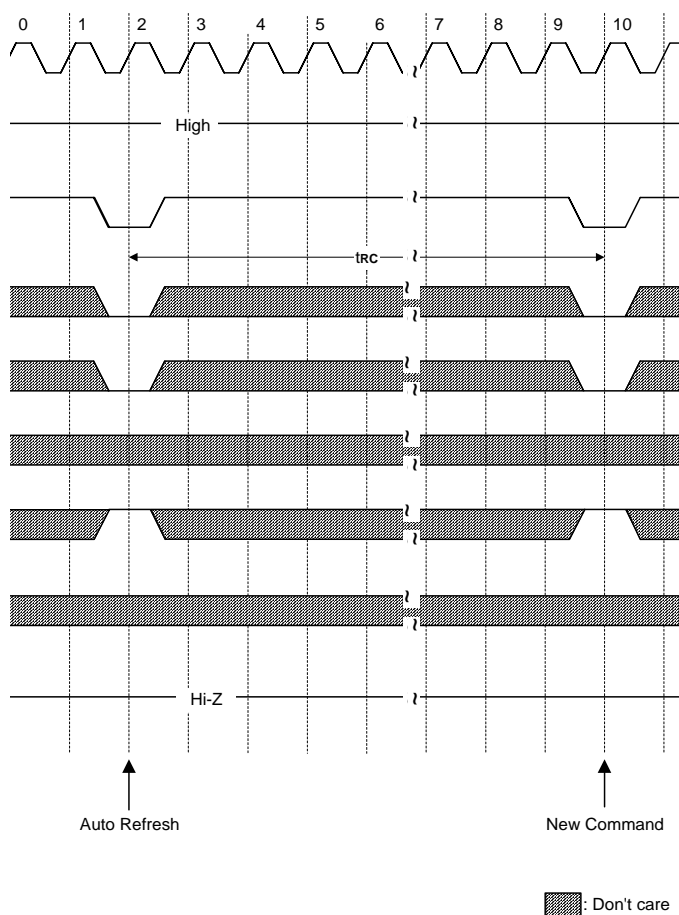 0 1 2 3 4 5 6 7 8 9 10
High
tRC
Hi-Z
Auto Refresh New Command
: Don't care